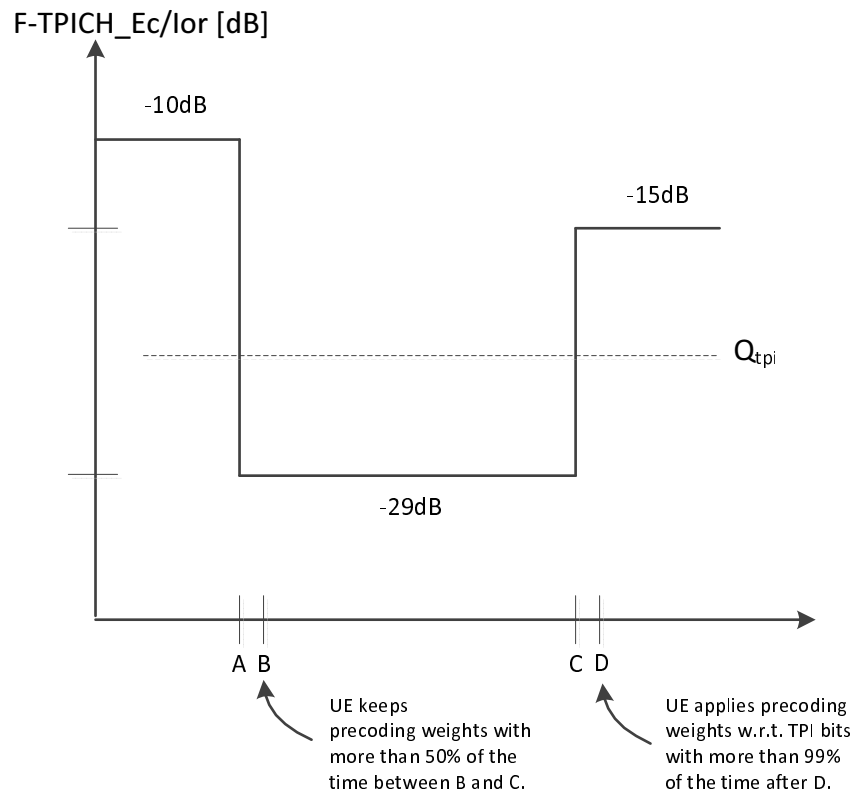 F-TPICH_Ec/Ior [dB]
-10dB
-15dB
Qtpi
-29dB
A B C D
UE keeps
precoding weights with
more than 50% of the
time between B and C.
UE applies precoding
weights w.r.t. TPI bits
with more than 99%
of the time after D.